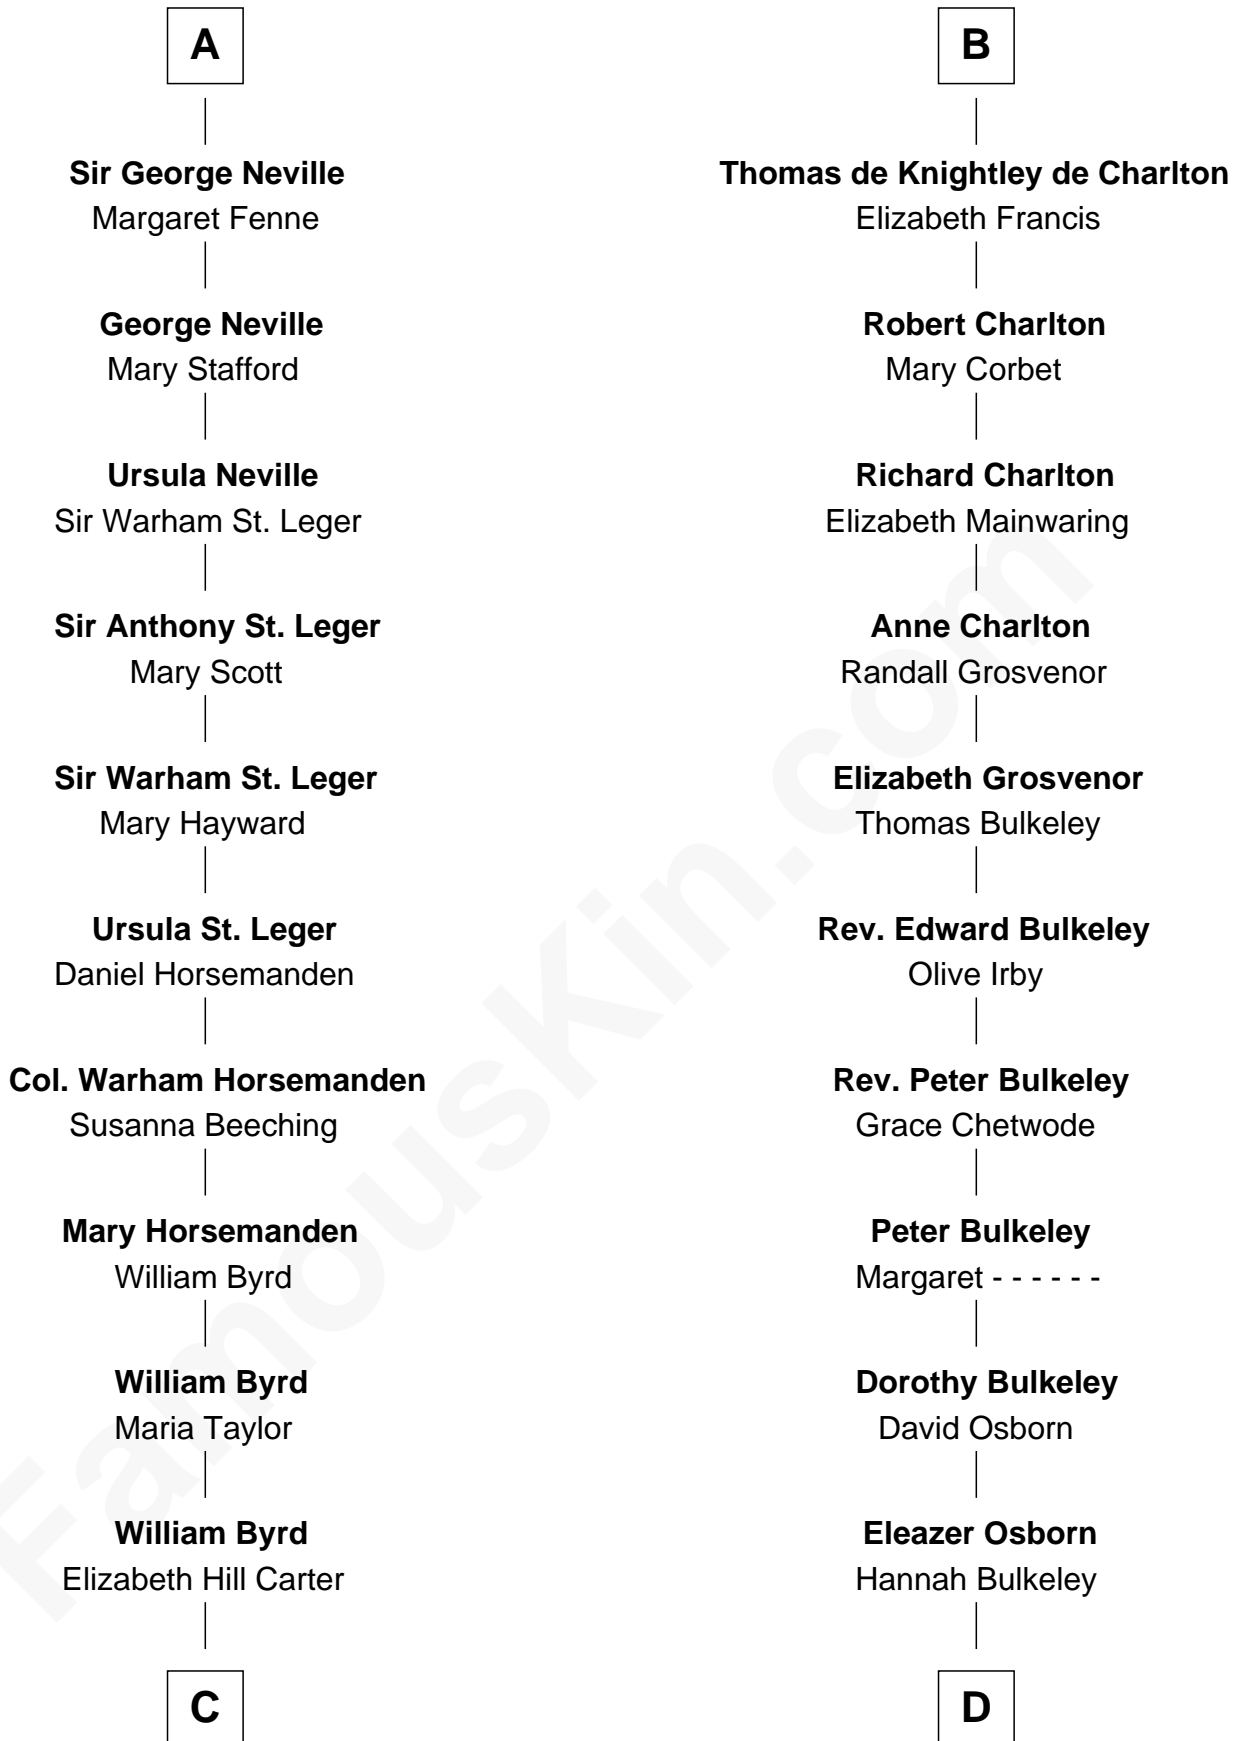 A
Sir George Neville
Margaret Fenne
George Neville
Mary Stafford
Ursula Neville
Sir Warham St. Leger
Sir Anthony St. Leger
Mary Scott
Sir Warham St. Leger
Mary Hayward
Ursula St. Leger
Daniel Horsemanden
Col. Warham Horsemanden
Susanna Beeching
Mary Horsemanden
William Byrd
William Byrd
Maria Taylor
William Byrd
Elizabeth Hill Carter
C
B
Thomas de Knightley de Charlton
Elizabeth Francis
Robert Charlton
Mary Corbet
Richard Charlton
Elizabeth Mainwaring
Anne Charlton
Randall Grosvenor
Elizabeth Grosvenor
Thomas Bulkeley
Rev. Edward Bulkeley
Olive Irby
Rev. Peter Bulkeley
Grace Chetwode
Peter Bulkeley
Margaret - - - - - -
Dorothy Bulkeley
David Osborn
Eleazer Osborn
Hannah Bulkeley
D
FamousKin.com